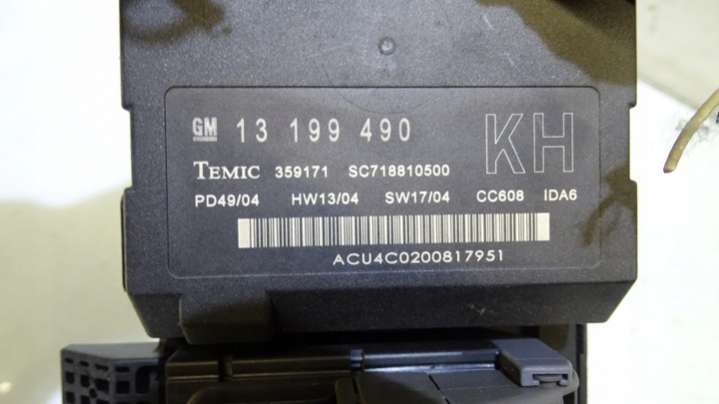 GM 13 199 490 KH
TEMIC 359171 SC718810500
PD49/04 HW13/04 SW17/04 CC608 IDA6
ACU4C0200817951